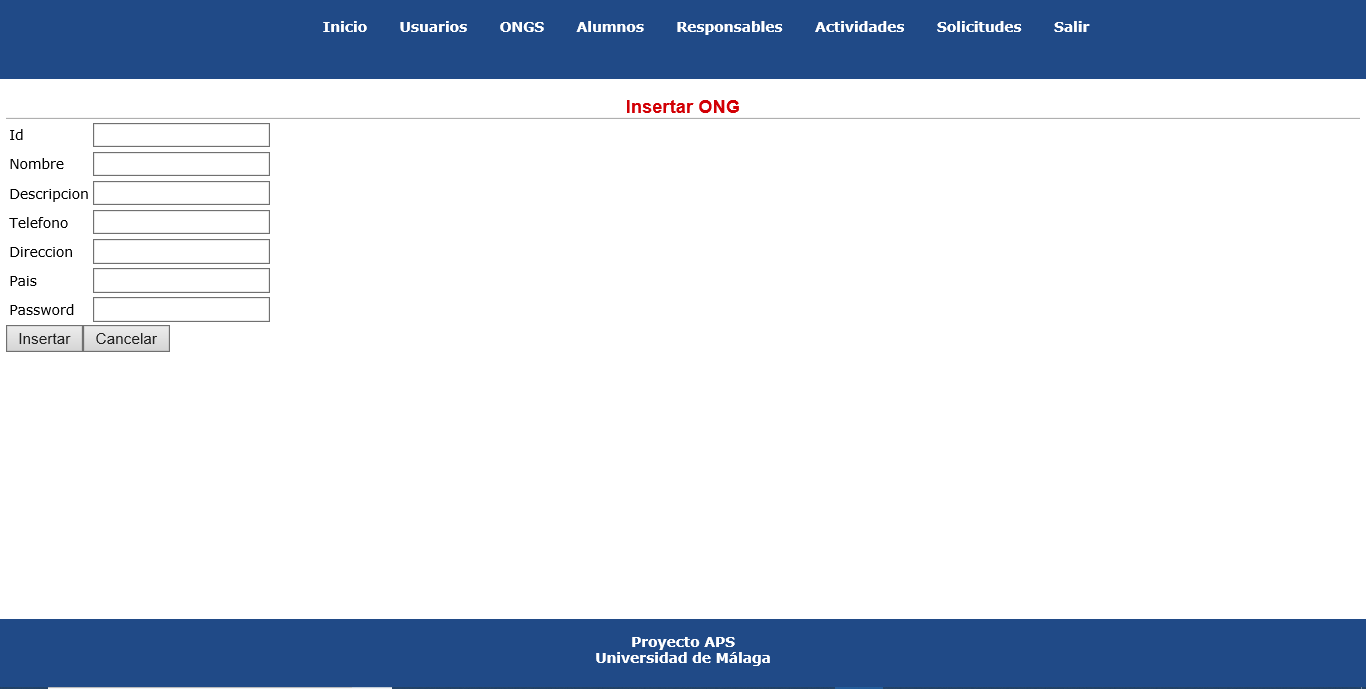 Inicio Usuarios ONGS Alumnos Responsables Actividades Solicitudes Salir
Insertar ONG
Id
Nombre
Descripcion
Telefono
Direccion
Pais
Password
Insertar Cancelar
Proyecto APS
Universidad de Málaga